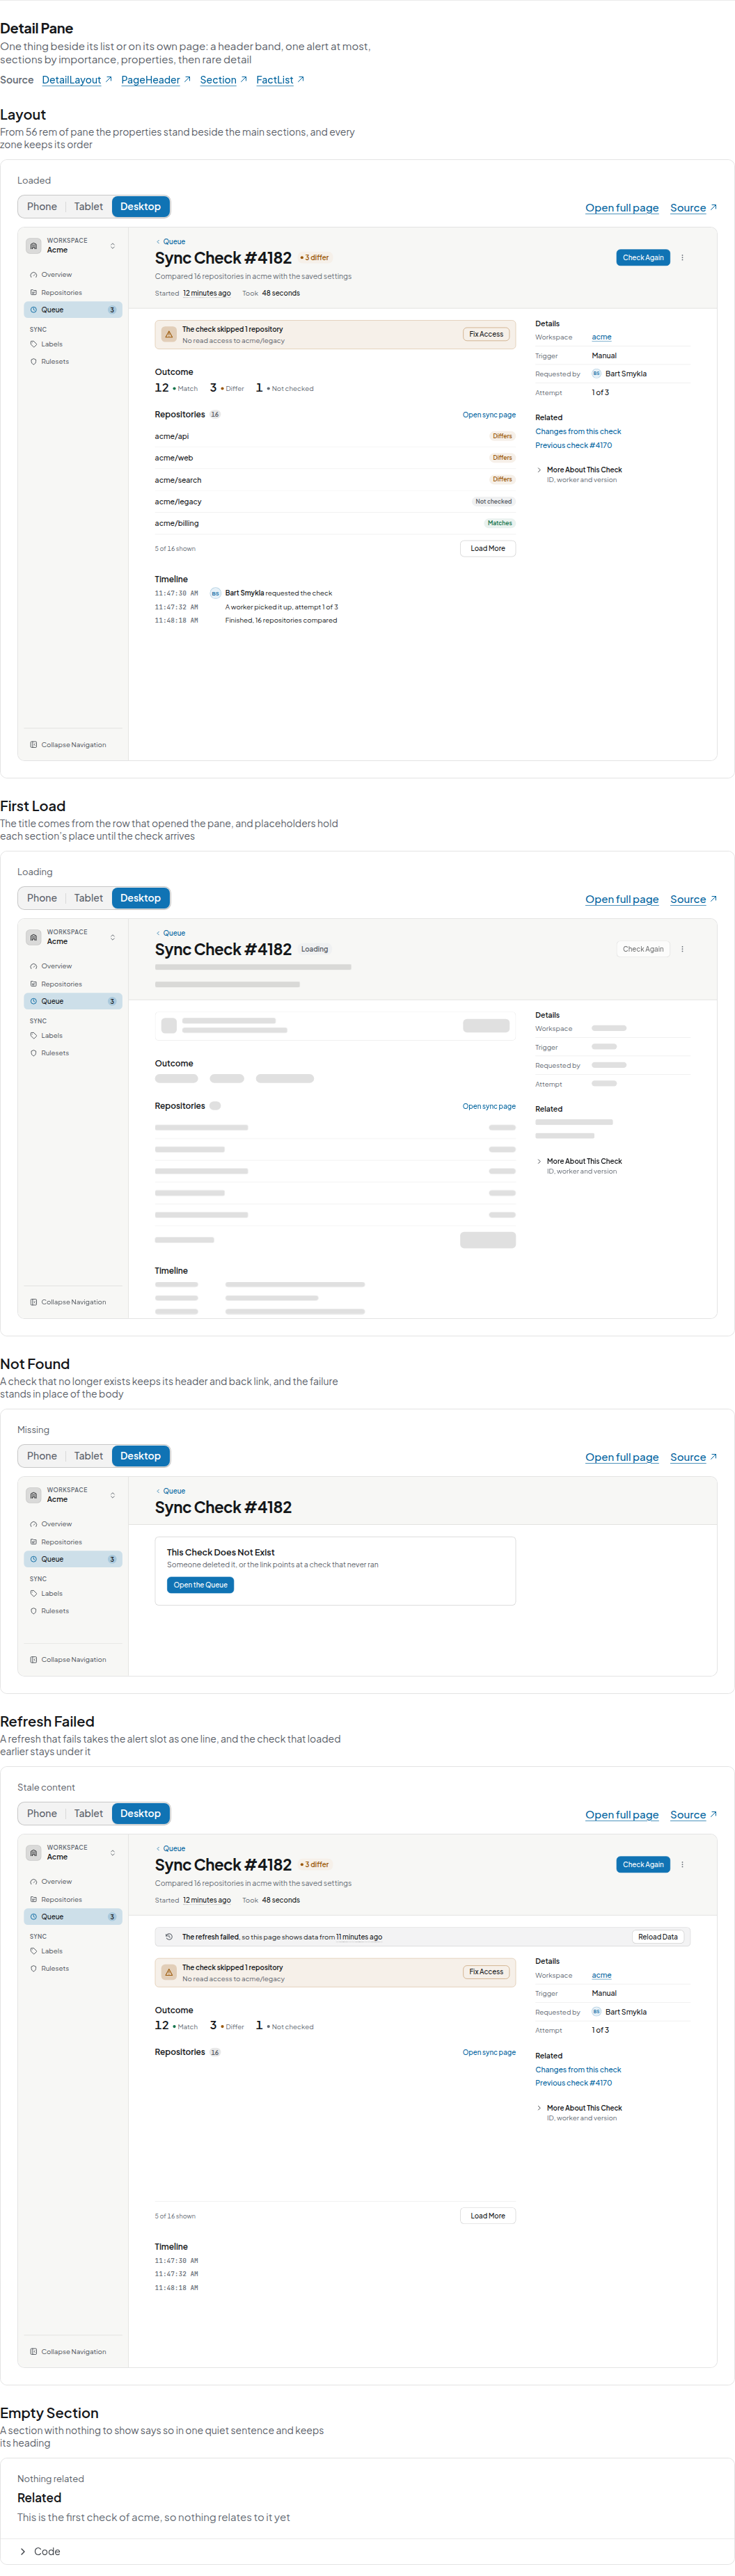 Detail Pane
One thing beside its list or on its own page: a header band, one alert at most,
sections by importance, properties, then rare detail
Source DetailLayout PageHeader Section FactList
Layout
From 56 rem of pane the properties stand beside the main sections, and every
zone keeps its order
Loaded
Phone Tablet Desktop
Open full page Source
WORKSPACE
Acme
Overview
Repositories
Queue 3
SYNC
Labels
Rulesets
Collapse Navigation
Queue
Sync Check #4182 3 differ
Check Again
Compared 16 repositories in acme with the saved settings
Started 12 minutes ago Took 48 seconds
The check skipped 1 repository
No read access to acme/legacy
Fix Access
Outcome
12 Match 3 Differ 1 Not checked
Repositories 16
Open sync page
acme/api Differs
acme/web Differs
acme/search Differs
acme/legacy Not checked
acme/billing Matches
5 of 16 shown
Load More
Timeline
11:47:30 AM BS Bart Smykla requested the check
11:47:32 AM A worker picked it up, attempt 1 of 3
11:48:18 AM Finished, 16 repositories compared
Details
Workspace acme
Trigger Manual
Requested by BS Bart Smykla
Attempt 1 of 3
Related
Changes from this check
Previous check #4170
More About This Check
ID, worker and version
First Load
The title comes from the row that opened the pane, and placeholders hold
each section's place until the check arrives
Loading
Phone Tablet Desktop
Open full page Source
WORKSPACE
Acme
Overview
Repositories
Queue 3
SYNC
Labels
Rulesets
Collapse Navigation
Queue
Sync Check #4182 Loading
Check Again
Outcome
Repositories
Open sync page
Timeline
Details
Workspace
Trigger
Requested by
Attempt
Related
More About This Check
ID, worker and version
Not Found
A check that no longer exists keeps its header and back link, and the failure
stands in place of the body
Missing
Phone Tablet Desktop
Open full page Source
WORKSPACE
Acme
Overview
Repositories
Queue 3
SYNC
Labels
Rulesets
Collapse Navigation
Queue
Sync Check #4182
This Check Does Not Exist
Someone deleted it, or the link points at a check that never ran
Open the Queue
Refresh Failed
A refresh that fails takes the alert slot as one line, and the check that loaded
earlier stays under it
Stale content
Phone Tablet Desktop
Open full page Source
WORKSPACE
Acme
Overview
Repositories
Queue 3
SYNC
Labels
Rulesets
Collapse Navigation
Queue
Sync Check #4182 3 differ
Check Again
Compared 16 repositories in acme with the saved settings
Started 12 minutes ago Took 48 seconds
The refresh failed, so this page shows data from 11 minutes ago
Reload Data
The check skipped 1 repository
No read access to acme/legacy
Fix Access
Outcome
12 Match 3 Differ 1 Not checked
Repositories 16
Open sync page
5 of 16 shown
Load More
Timeline
11:47:30 AM
11:47:32 AM
11:48:18 AM
Details
Workspace acme
Trigger Manual
Requested by BS Bart Smykla
Attempt 1 of 3
Related
Changes from this check
Previous check #4170
More About This Check
ID, worker and version
Empty Section
A section with nothing to show says so in one quiet sentence and keeps
its heading
Nothing related
Related
This is the first check of acme, so nothing relates to it yet
Code